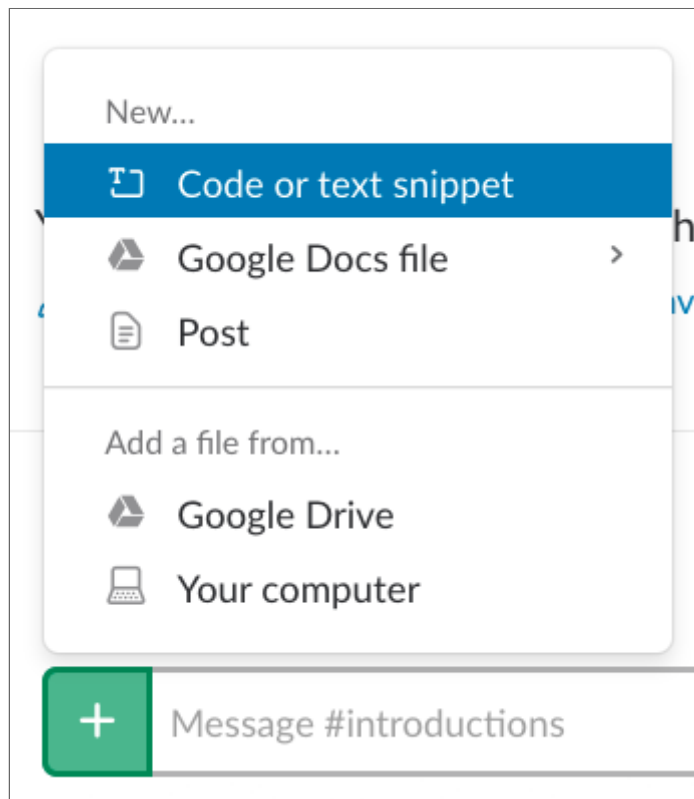 New...
Code or text snippet
Google Docs file
Post
Add a file from...
Google Drive
Your computer
+ Message #introductions